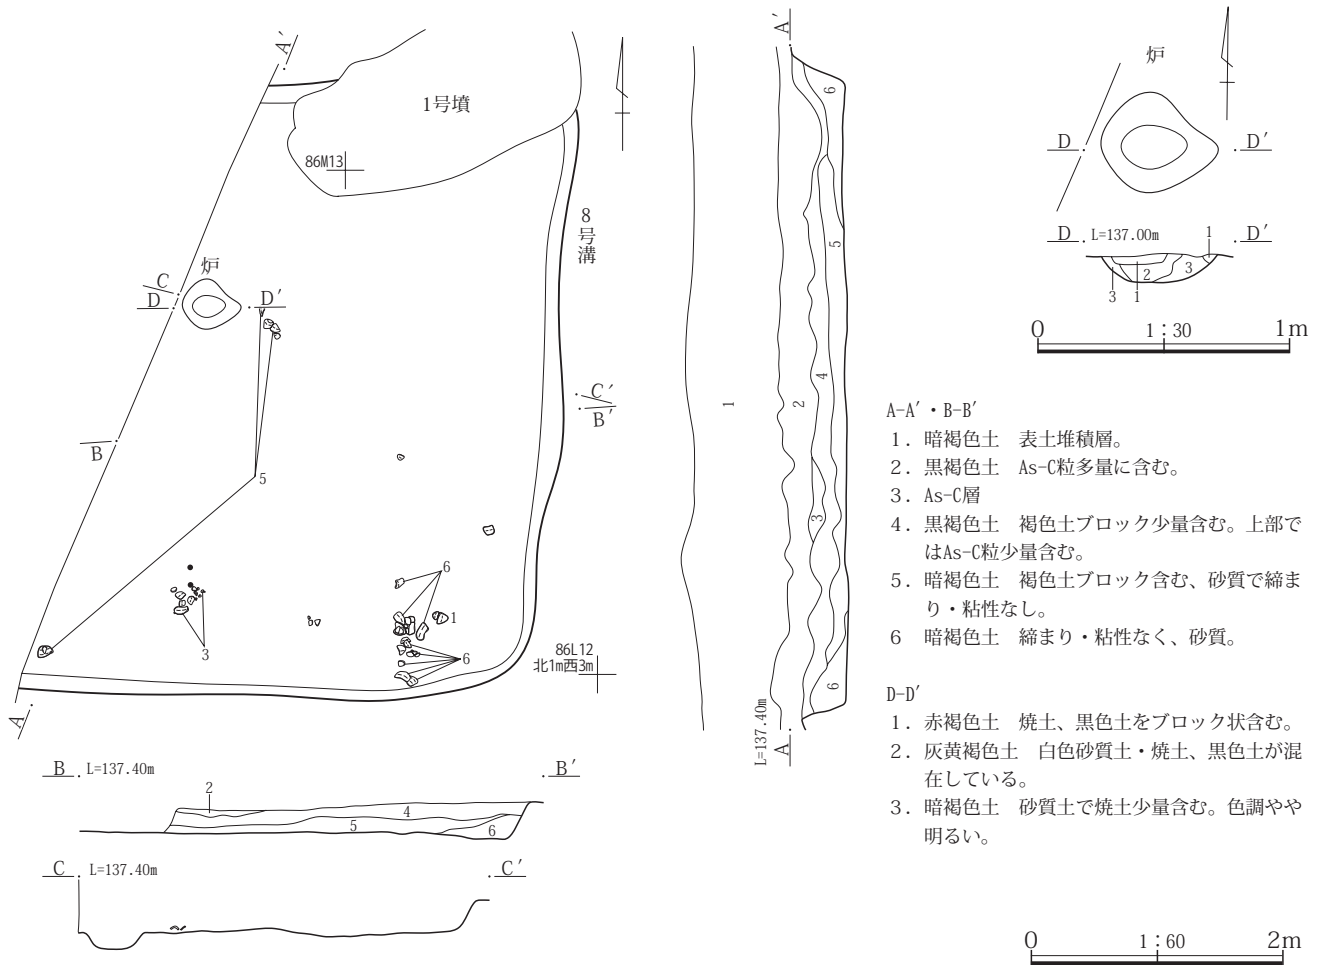 A′
1号墳
86M13
8号溝
炉
C
D
D′
C′
B′
B
5
6
1
3
6
86L12
北1m西3m
A
B
L=137.40m
B′
2
4
5
6
C
L=137.40m
C′
A′
6
5
4
1
2
3
6
L=137.40m
A
炉
D
D′
D
L=137.00m
1
D′
2
3
3
1
0
1:30
1m
A-A′・B-B′
1．暗褐色土　表土堆積層。
2．黒褐色土　As-C粒多量に含む。
3．As-C層
4．黒褐色土　褐色土ブロック少量含む。上部で
はAs-C粒少量含む。
5．暗褐色土　褐色土ブロック含む、砂質で締ま
り・粘性なし。
6　暗褐色土　締まり・粘性なく、砂質。
D-D′
1．赤褐色土　焼土、黒色土をブロック状含む。
2．灰黄褐色土　白色砂質土・焼土、黒色土が混
在している。
3．暗褐色土　砂質土で焼土少量含む。色調やや
明るい。
0
1:60
2m